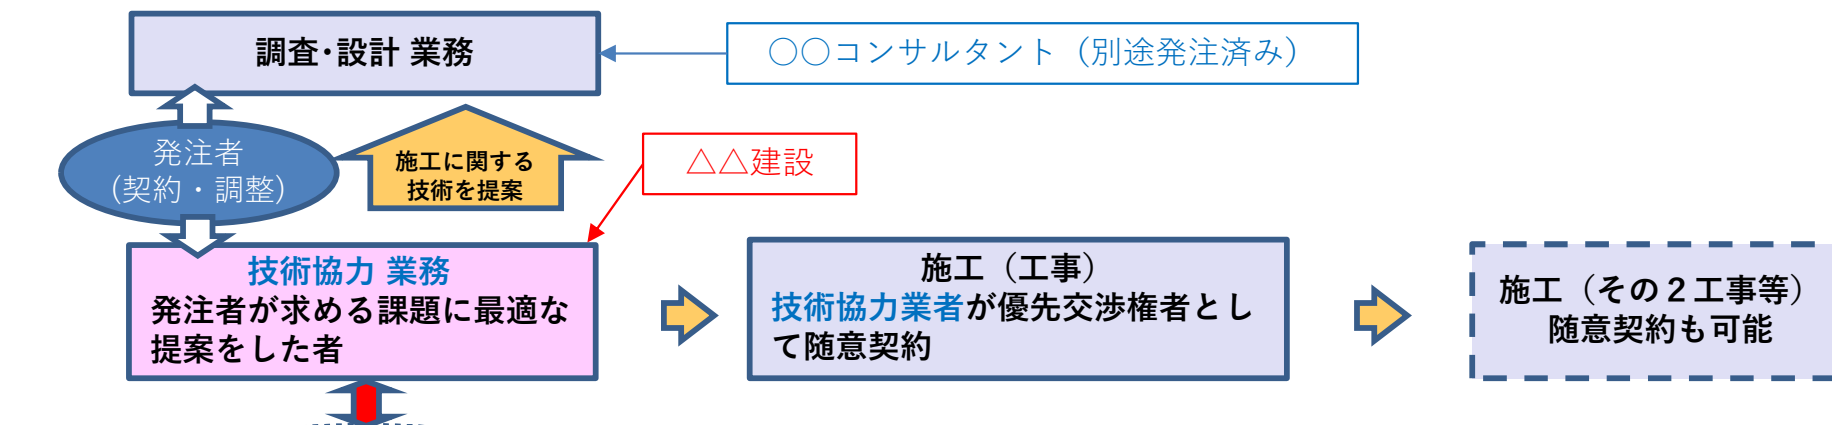 調査･設計 業務
〇〇コンサルタント（別途発注済み）
発注者
(契約・調整)
施工に関する
技術を提案
△△建設
技術協力 業務
発注者が求める課題に最適な
提案をした者
施工（工事）
技術協力業者が優先交渉権者とし
て随意契約
施工（その２工事等）
随意契約も可能